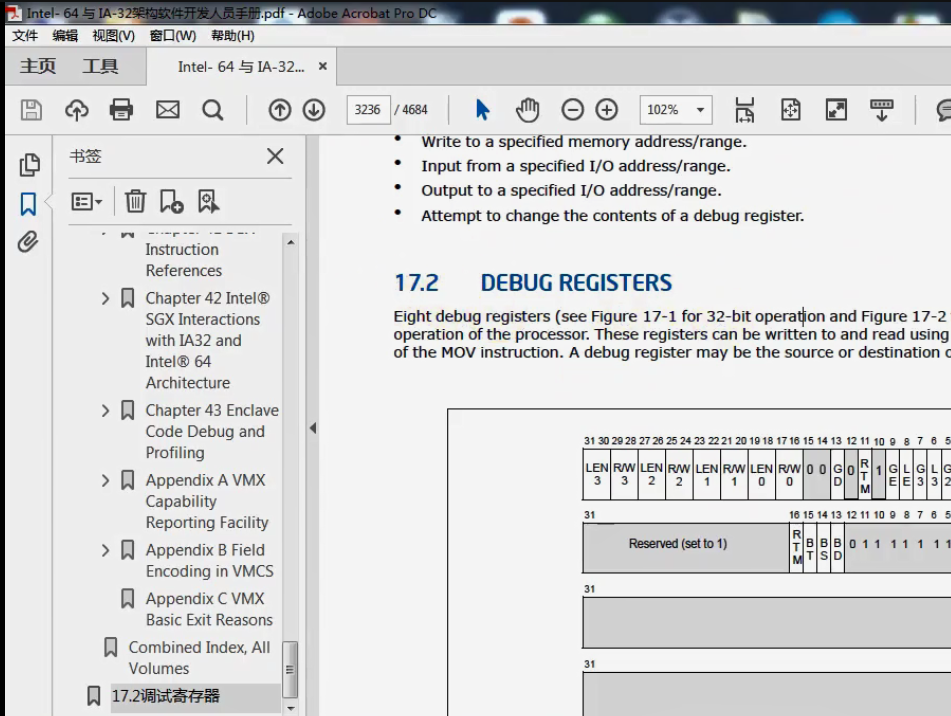 Intel- 64 与 IA-32架构软件开发人员手册.pdf - Adobe Acrobat Pro DC
文件 编辑 视图(V) 窗口(W) 帮助(H)
主页 工具 Intel- 64 与 IA-32... ×
3236 / 4684 102%
书签
Instruction
References
Chapter 42 Intel®
SGX Interactions
with IA32 and
Intel® 64
Architecture
Chapter 43 Enclave
Code Debug and
Profiling
Appendix A VMX
Capability
Reporting Facility
Appendix B Field
Encoding in VMCS
Appendix C VMX
Basic Exit Reasons
Combined Index, All
Volumes
17.2调试寄存器
• Write to a specified memory address/range.
• Input from a specified I/O address/range.
• Output to a specified I/O address/range.
• Attempt to change the contents of a debug register.
17.2 DEBUG REGISTERS
Eight debug registers (see Figure 17-1 for 32-bit operation and Figure 17-2
operation of the processor. These registers can be written to and read using
of the MOV instruction. A debug register may be the source or destination
31 30 29 28 27 26 25 24 23 22 21 20 19 18 17 16 15 14 13 12 11 10 9 8 7 6 5
LEN 3 R/W 3 LEN 2 R/W 2 LEN 1 R/W 1 LEN 0 R/W 0 0 0 GD 0 RTM 1 GE LE G3 L3 G2
31 16 15 14 13 12 11 10 9 8 7 6 5
Reserved (set to 1) RTM BT BS BD 0 1 1 1 1 1 1 1
31
31